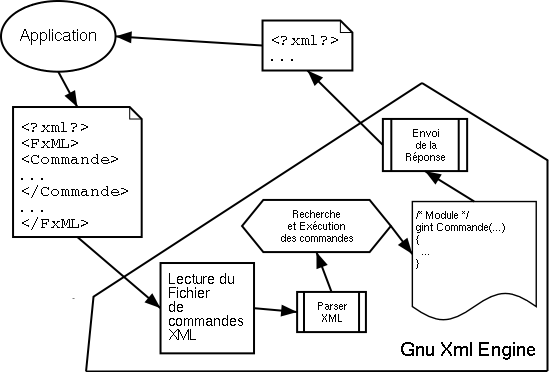 Application
<?xml?>
...
<?xml?>
<FxML>
<Commande>
...
</Commande>
...
</FxML>
Envoi
de la
Réponse
Recherche
et Exécution
des commandes
/* Module */
gint Commande(...)
{
...
}
Lecture du
Fichier
de
commandes
XML
Parser
XML
Gnu Xml Engine